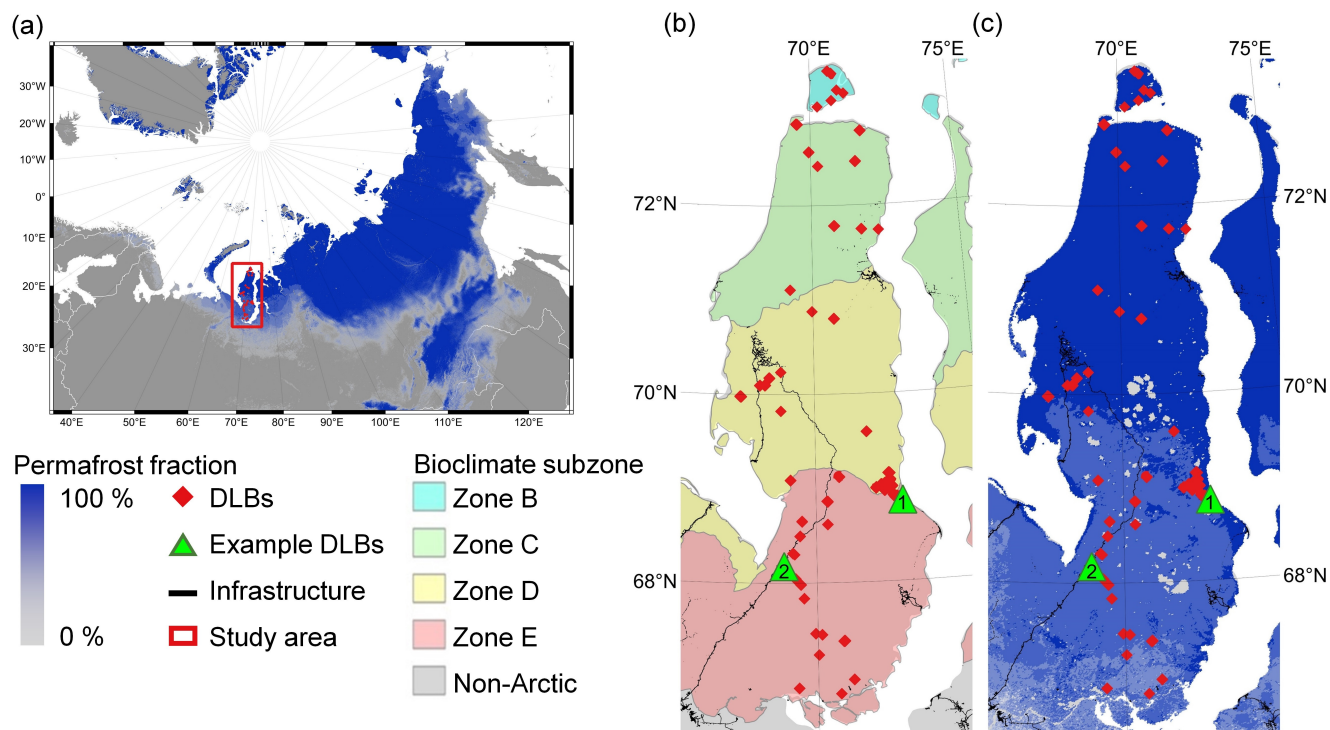 (a)
30°W
20°W
10°W
0°
10°E
20°E
30°E
40°E
50°E
60°E
70°E
80°E
90°E
100°E
110°E
120°E
Permafrost fraction
100 %
0 %
DLBs
Example DLBs
Infrastructure
Study area
Bioclimate subzone
Zone B
Zone C
Zone D
Zone E
Non-Arctic
(b)
70°E
75°E
72°N
70°N
68°N
1
2
(c)
70°E
75°E
72°N
70°N
68°N
1
2